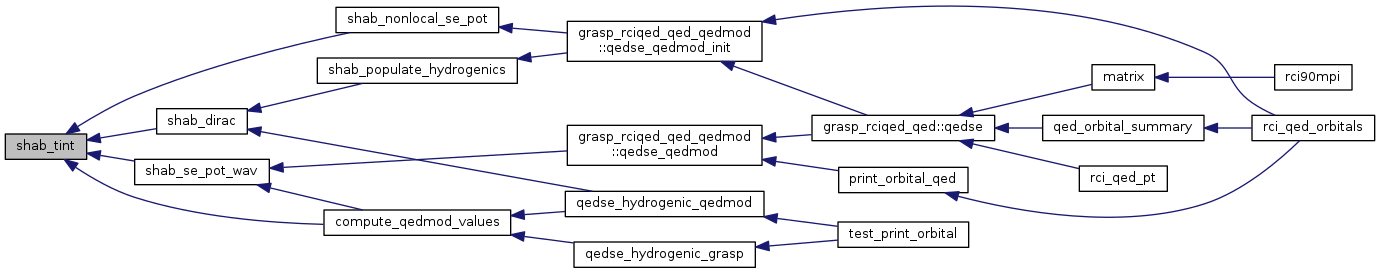 shab_tint
shab_nonlocal_se_pot
shab_populate_hydrogenics
shab_dirac
shab_se_pot_wav
compute_qedmod_values
grasp_rciqed_qed_qedmod
::qedse_qedmod_init
grasp_rciqed_qed_qedmod
::qedse_qedmod
qedse_hydrogenic_qedmod
qedse_hydrogenic_grasp
grasp_rciqed_qed::qedse
print_orbital_qed
test_print_orbital
matrix
qed_orbital_summary
rci_qed_pt
rci90mpi
rci_qed_orbitals